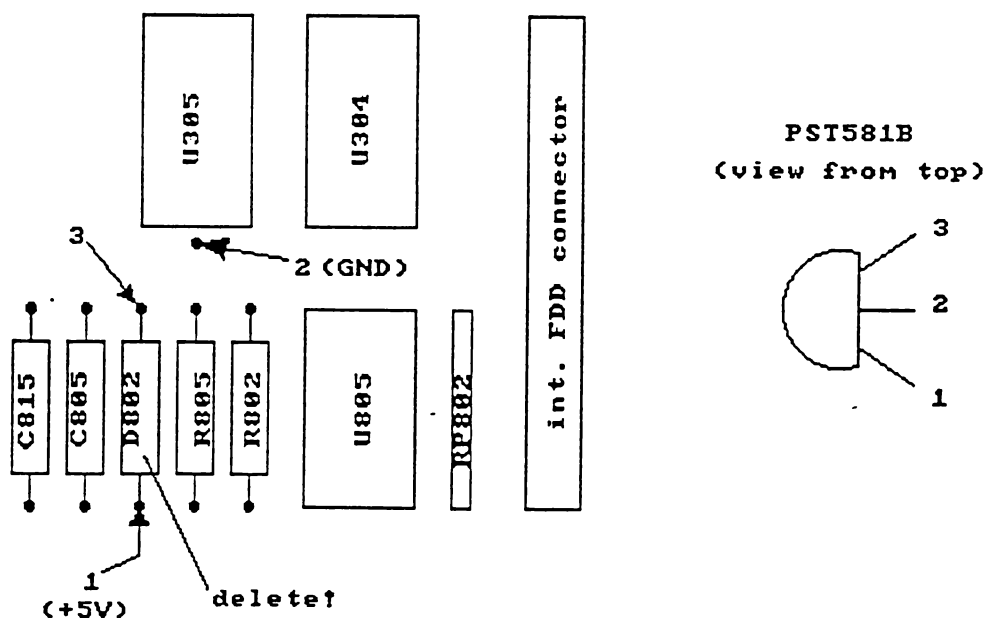 U305
U304
int. FDD connector
PST581B
(view from top)
3
2
1
3
2 (GND)
C815
C805
D802
R805
R802
U805
RP802
1
(+5V)
delete!